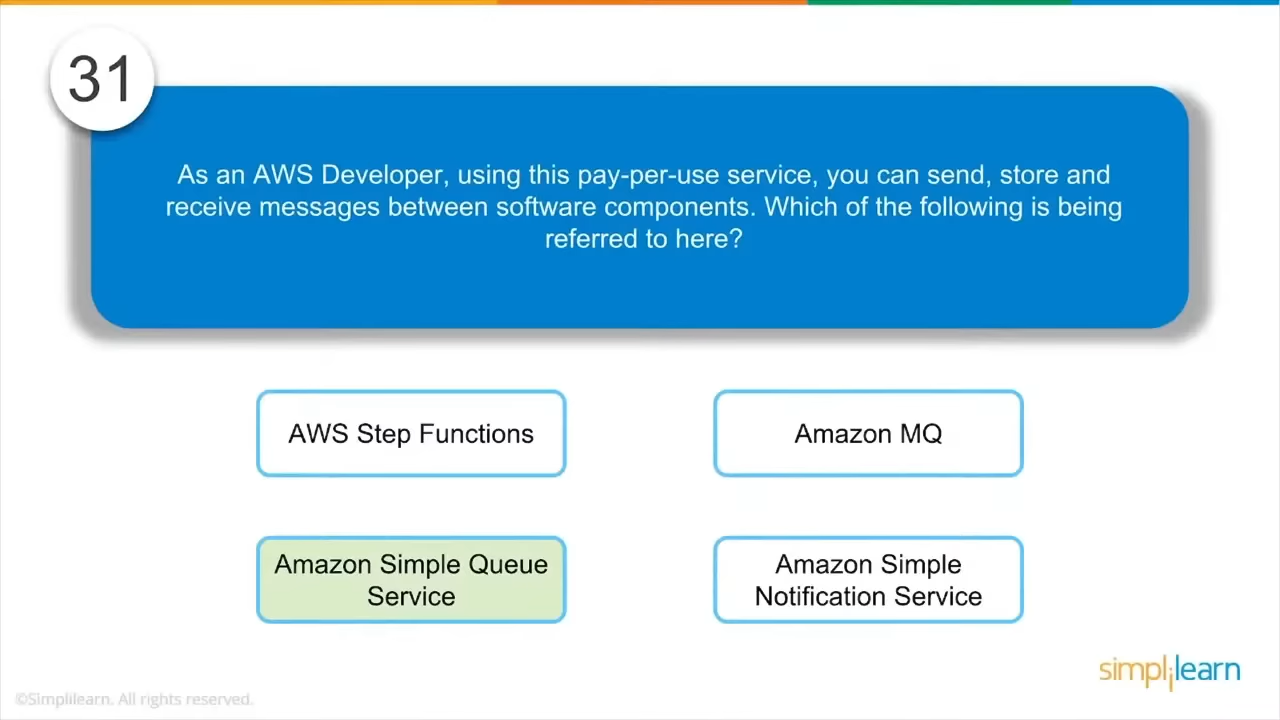 31
As an AWS Developer, using this pay-per-use service, you can send, store and
receive messages between software components. Which of the following is being
referred to here?
AWS Step Functions
Amazon MQ
Amazon Simple Queue
Service
Amazon Simple
Notification Service
simplilearn
©Simplilearn. All rights reserved.